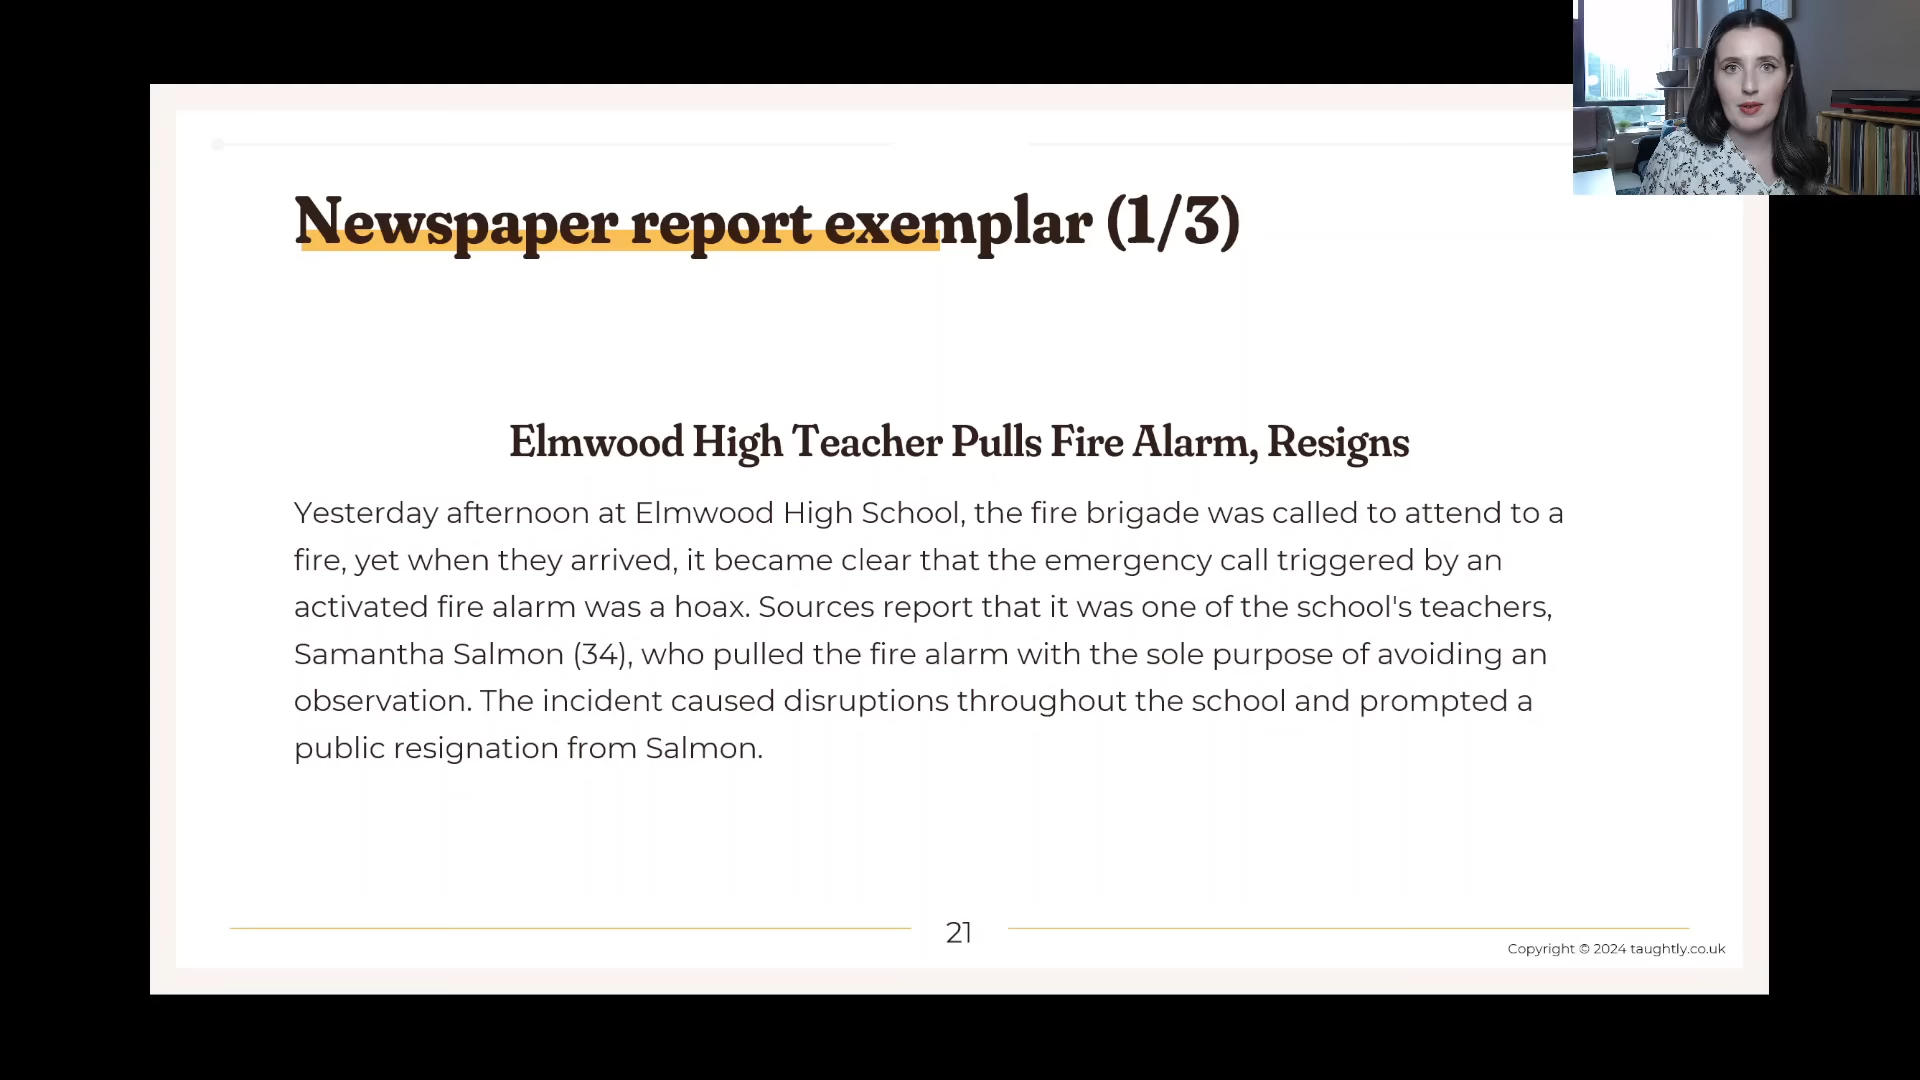 Newspaper report exemplar (1/3)
Elmwood High Teacher Pulls Fire Alarm, Resigns
Yesterday afternoon at Elmwood High School, the fire brigade was called to attend to a
fire, yet when they arrived, it became clear that the emergency call triggered by an
activated fire alarm was a hoax. Sources report that it was one of the school's teachers,
Samantha Salmon (34), who pulled the fire alarm with the sole purpose of avoiding an
observation. The incident caused disruptions throughout the school and prompted a
public resignation from Salmon.
21
Copyright © 2024 taughtly.co.uk